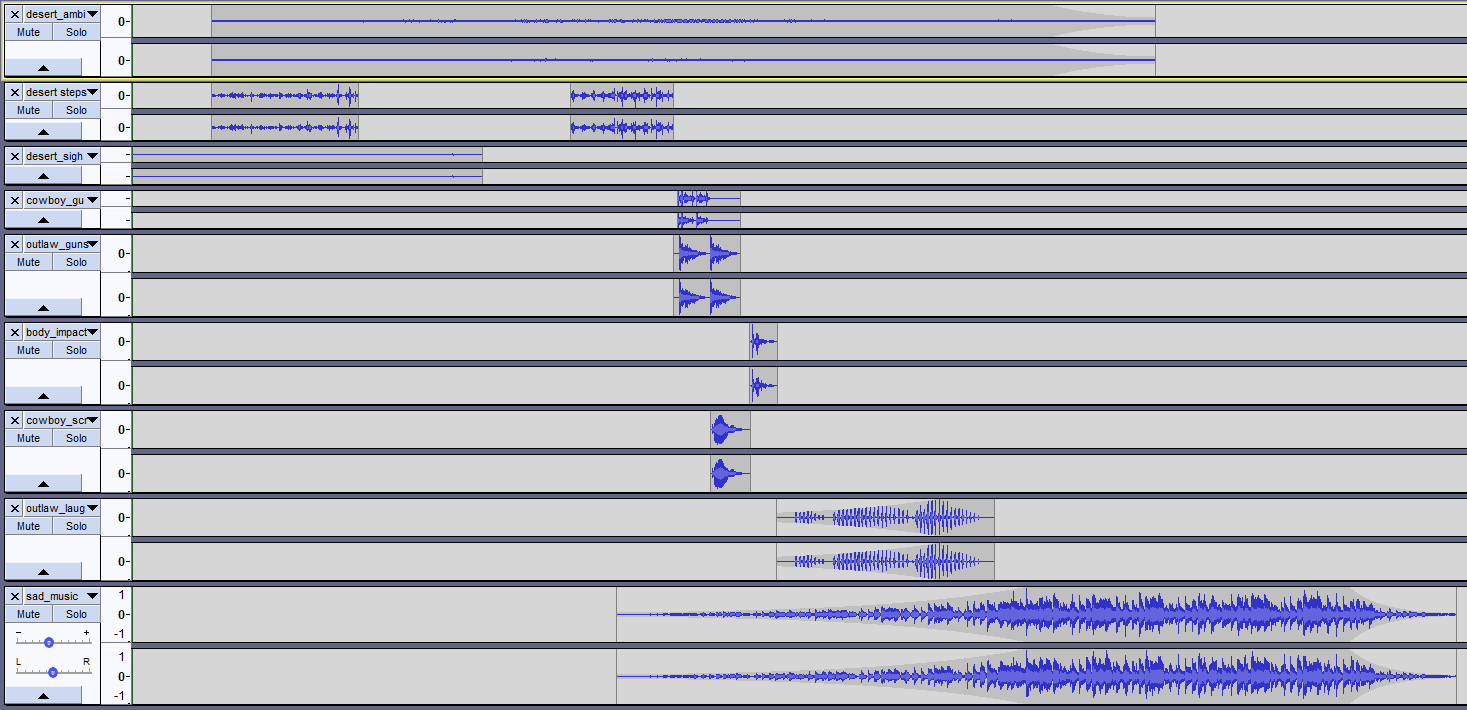 desert_ambi
Mute Solo
0-
0-
desert steps
Mute Solo
0-
0-
desert_sigh
cowboy_gu
outlaw_guns
Mute Solo
0-
0-
body_impact
Mute Solo
0-
0-
cowboy_scr
Mute Solo
0-
0-
outlaw_laug
Mute Solo
0-
0-
sad_music
Mute Solo
- +
L R
1
0-
-1
1
0-
-1